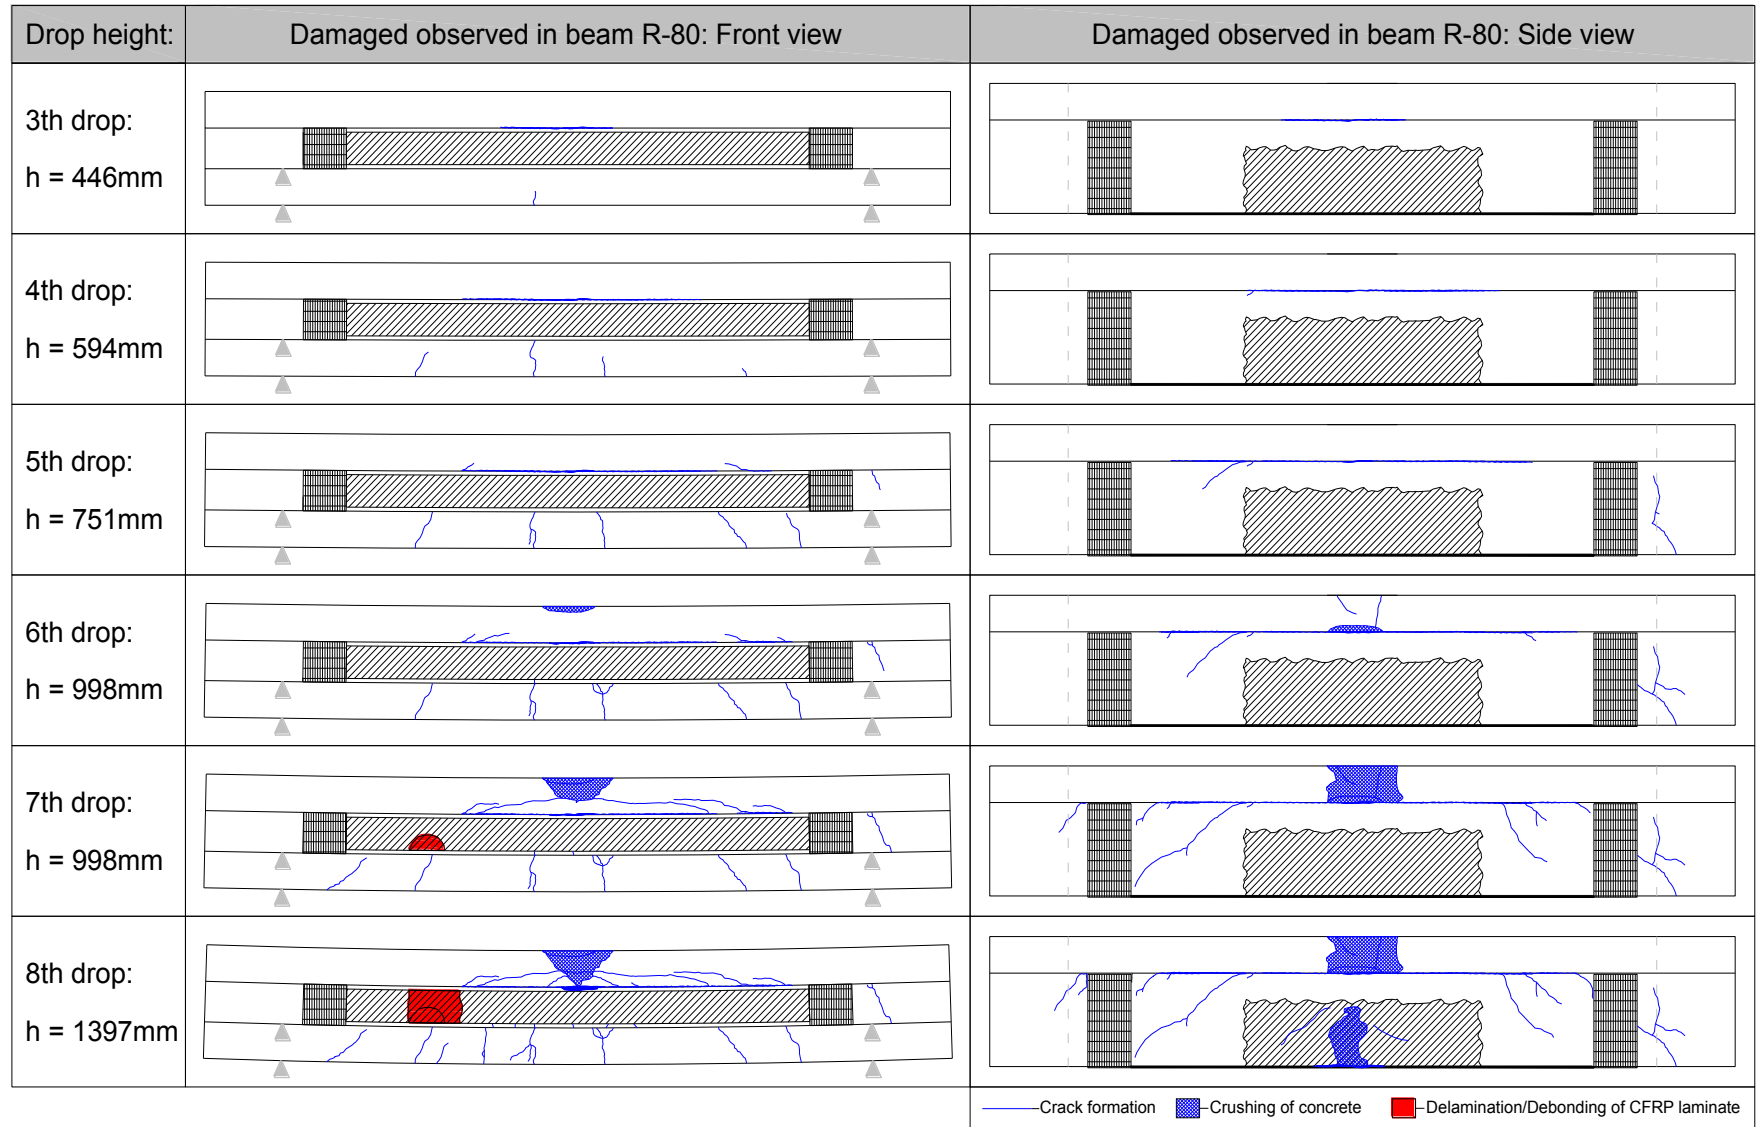 Drop height:
Damaged observed in beam R-80: Front view
Damaged observed in beam R-80: Side view
3th drop:
h = 446mm
4th drop:
h = 594mm
5th drop:
h = 751mm
6th drop:
h = 998mm
7th drop:
h = 998mm
8th drop:
h = 1397mm
Crack formation
Crushing of concrete
Delamination/Debonding of CFRP laminate